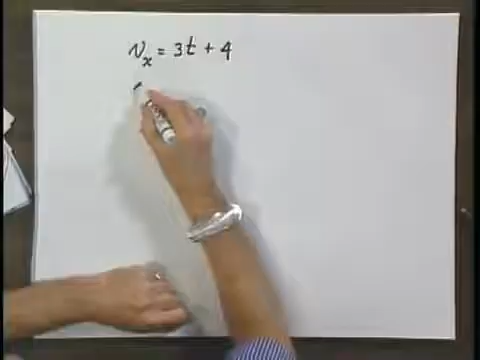 v_x = 3t + 4